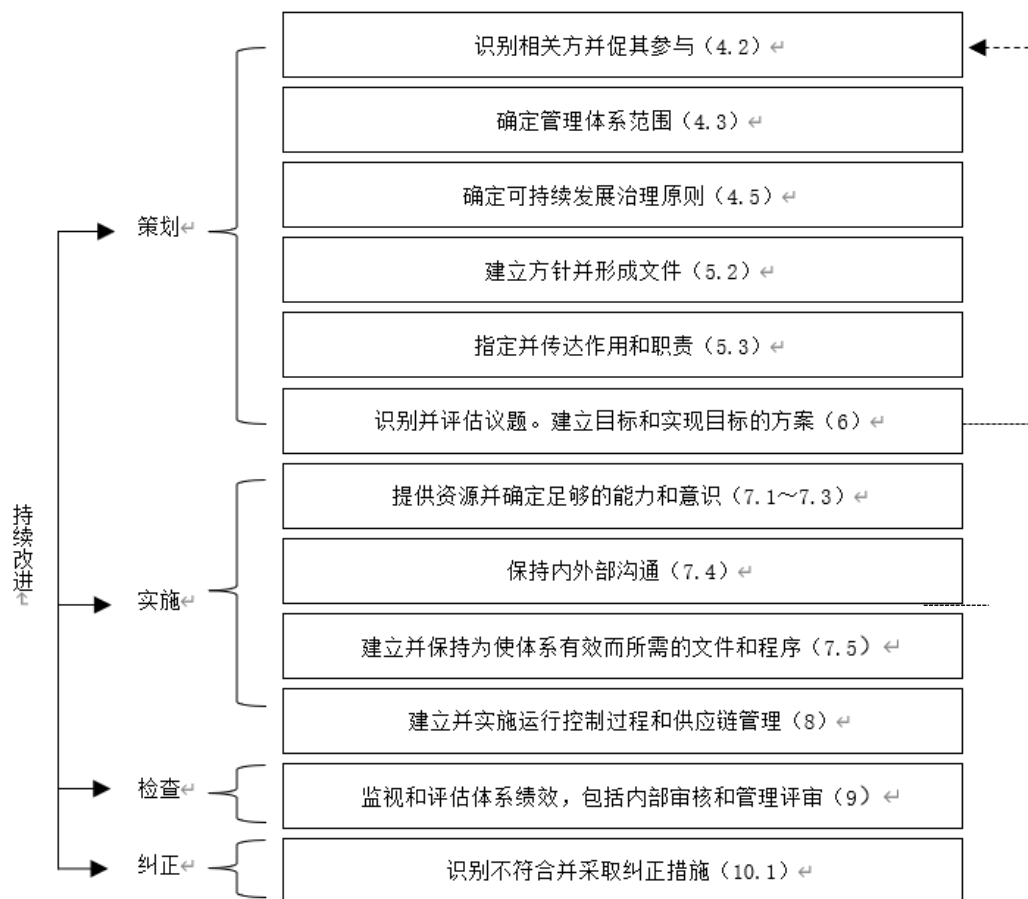 识别相关方并促其参与（4.2）
确定管理体系范围（4.3）
确定可持续发展治理原则（4.5）
策划
建立方针并形成文件（5.2）
指定并传达作用和职责（5.3）
识别并评估议题。建立目标和实现目标的方案（6）
提供资源并确定足够的能力和意识（7.1～7.3）
持续改进
保持内外部沟通（7.4）
实施
建立并保持为使体系有效而所需的文件和程序（7.5）
建立并实施运行控制过程和供应链管理（8）
检查
监视和评估体系绩效，包括内部审核和管理评审（9）
纠正
识别不符合并采取纠正措施（10.1）